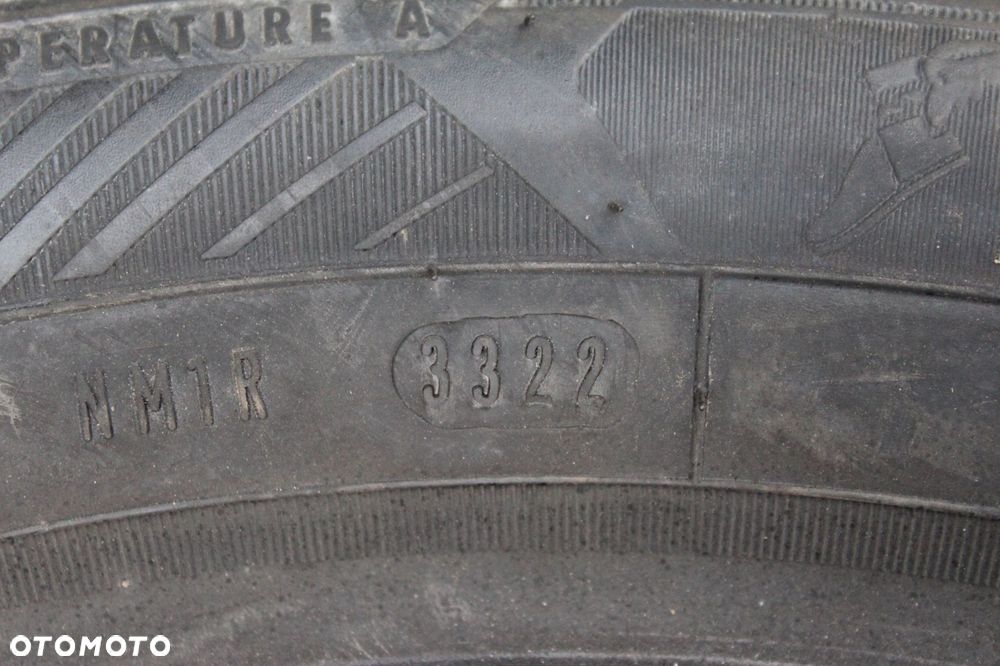 PERATURE A
NM1R 3322
OTOMOTO